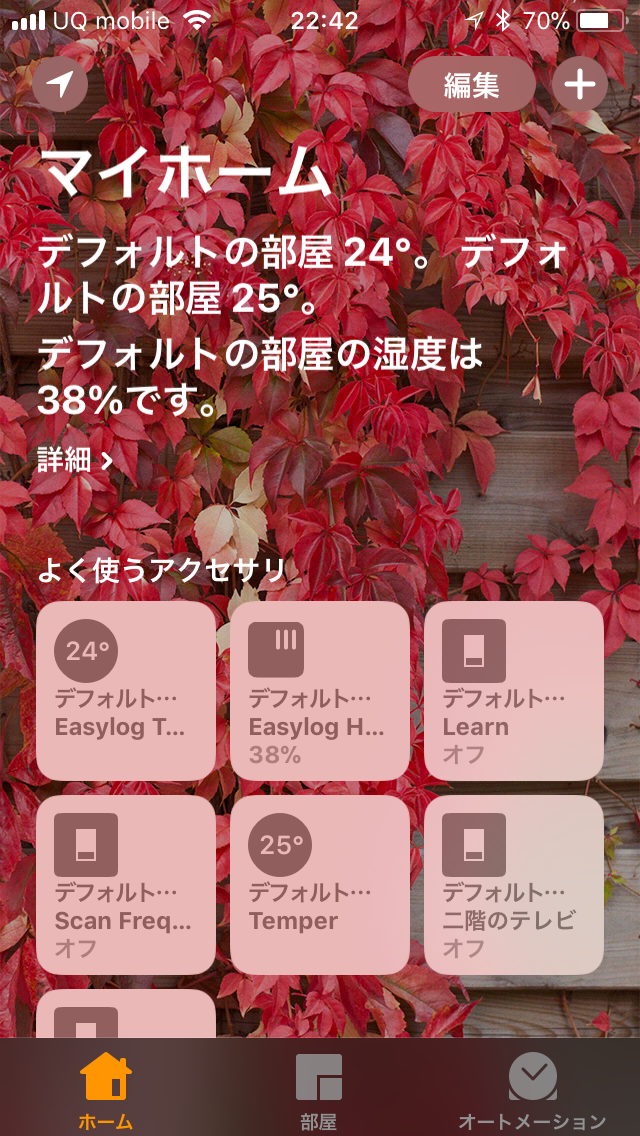 UQ mobile 22:42 70%
編集
マイホーム
デフォルトの部屋 24°。 デフォ
ルトの部屋 25°。
デフォルトの部屋の湿度は
38%です。
詳細
よく使うアクセサリ
24°
デフォルト…
Easylog T...
デフォルト…
Easylog H...
38%
デフォルト…
Learn
オフ
デフォルト…
Scan Freq...
オフ
25°
デフォルト…
Temper
デフォルト…
二階のテレビ
オフ
ホーム
部屋
オートメーション